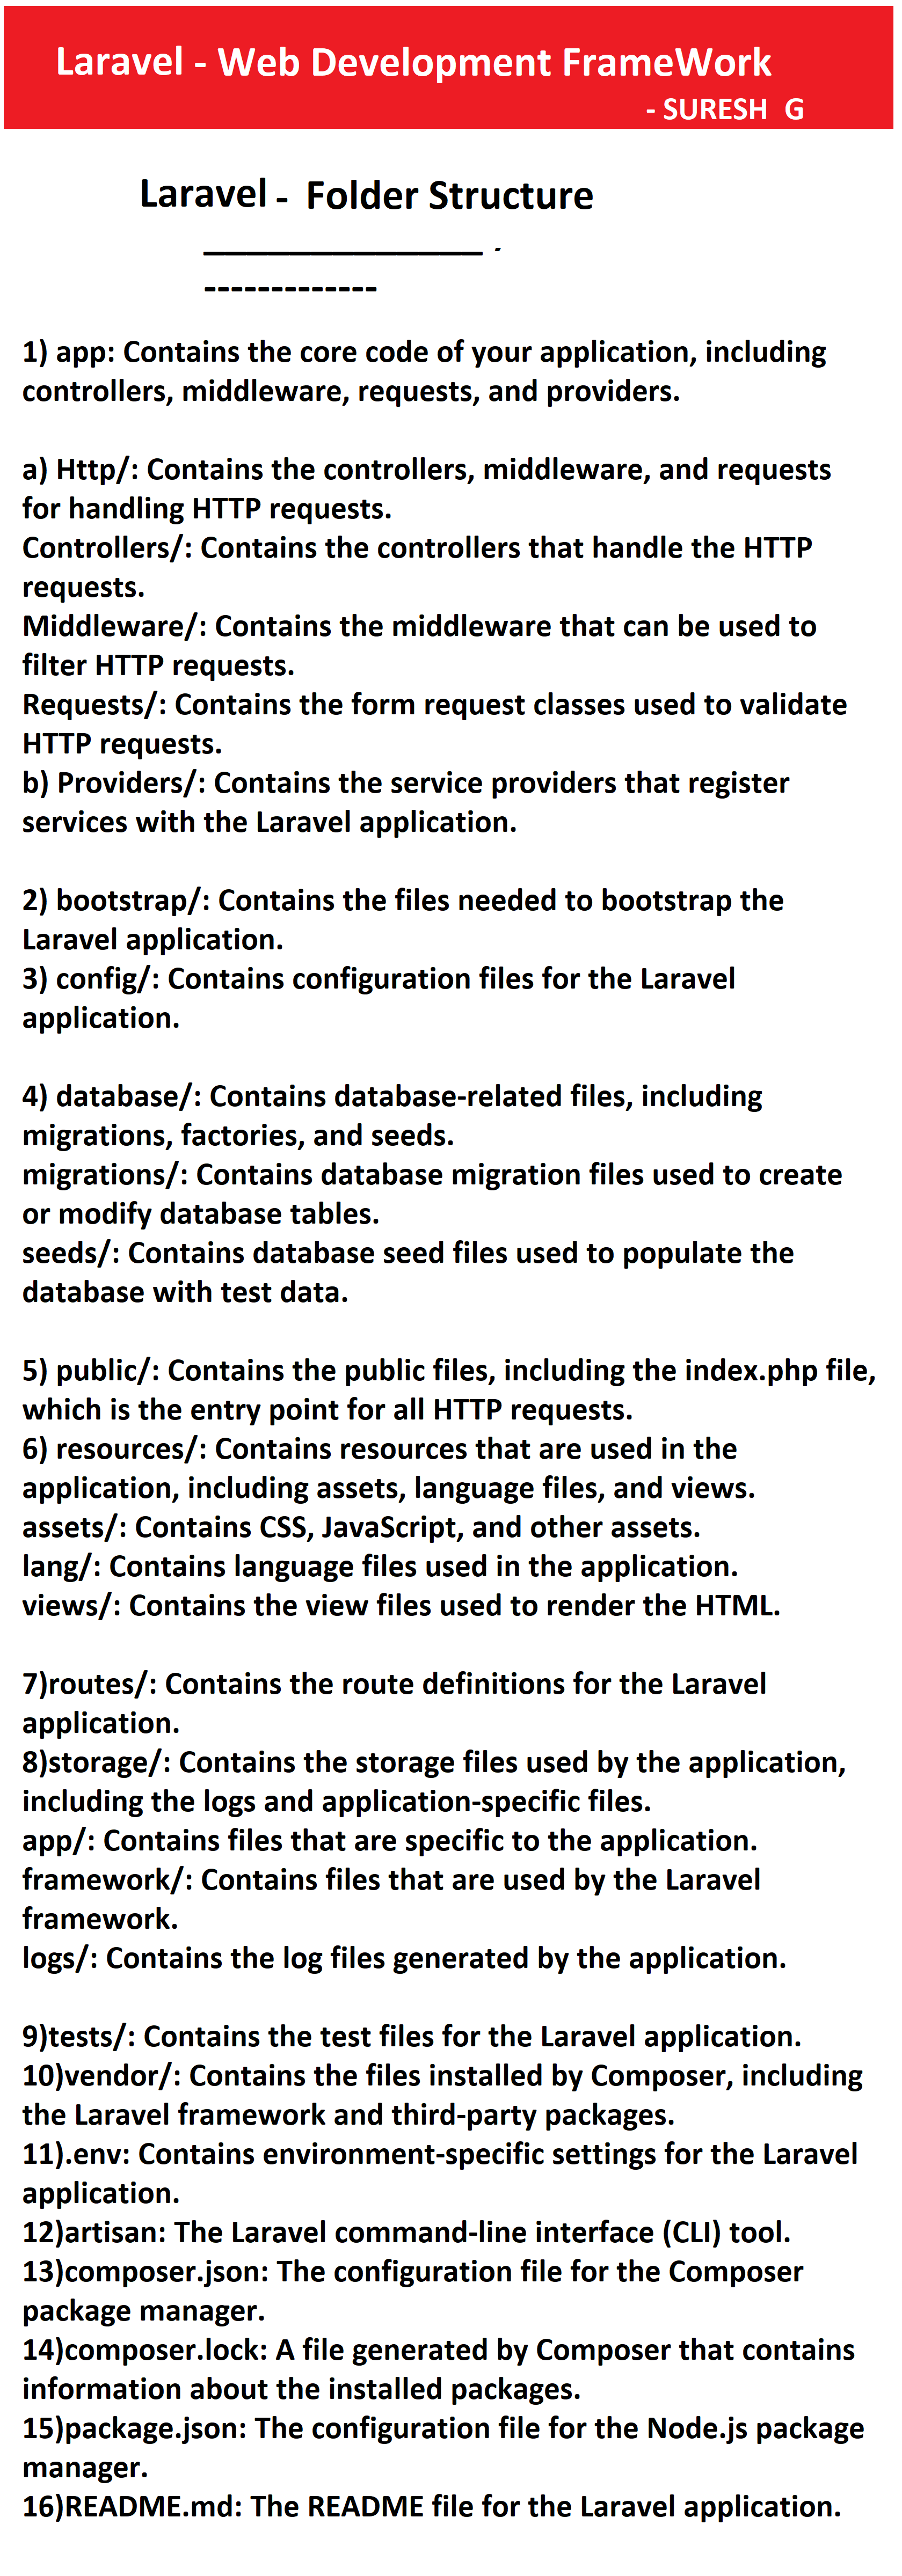 Laravel - Web Development FrameWork
- SURESH G
Laravel - Folder Structure
_____________ -
-------------
1) app: Contains the core code of your application, including
controllers, middleware, requests, and providers.
a) Http/: Contains the controllers, middleware, and requests
for handling HTTP requests.
Controllers/: Contains the controllers that handle the HTTP
requests.
Middleware/: Contains the middleware that can be used to
filter HTTP requests.
Requests/: Contains the form request classes used to validate
HTTP requests.
b) Providers/: Contains the service providers that register
services with the Laravel application.
2) bootstrap/: Contains the files needed to bootstrap the
Laravel application.
3) config/: Contains configuration files for the Laravel
application.
4) database/: Contains database-related files, including
migrations, factories, and seeds.
migrations/: Contains database migration files used to create
or modify database tables.
seeds/: Contains database seed files used to populate the
database with test data.
5) public/: Contains the public files, including the index.php file,
which is the entry point for all HTTP requests.
6) resources/: Contains resources that are used in the
application, including assets, language files, and views.
assets/: Contains CSS, JavaScript, and other assets.
lang/: Contains language files used in the application.
views/: Contains the view files used to render the HTML.
7)routes/: Contains the route definitions for the Laravel
application.
8)storage/: Contains the storage files used by the application,
including the logs and application-specific files.
app/: Contains files that are specific to the application.
framework/: Contains files that are used by the Laravel
framework.
logs/: Contains the log files generated by the application.
9)tests/: Contains the test files for the Laravel application.
10)vendor/: Contains the files installed by Composer, including
the Laravel framework and third-party packages.
11).env: Contains environment-specific settings for the Laravel
application.
12)artisan: The Laravel command-line interface (CLI) tool.
13)composer.json: The configuration file for the Composer
package manager.
14)composer.lock: A file generated by Composer that contains
information about the installed packages.
15)package.json: The configuration file for the Node.js package
manager.
16)README.md: The README file for the Laravel application.